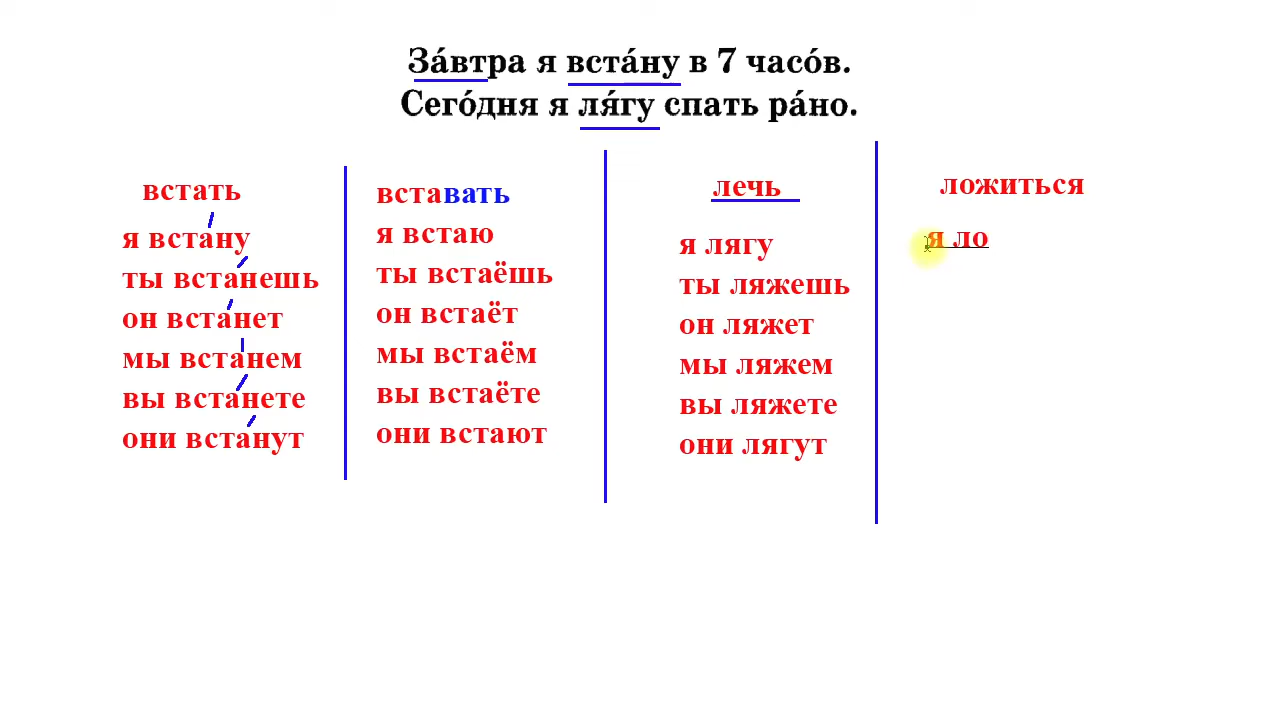 За́втра я вста́ну в 7 часо́в.
Сего́дня я ля́гу спать ра́но.
встать
я встану
ты встанешь
он встанет
мы встанем
вы встанете
они встанут
вставать
я встаю
ты встаёшь
он встаёт
мы встаём
вы встаёте
они встают
лечь
я лягу
ты ляжешь
он ляжет
мы ляжем
вы ляжете
они лягут
ложиться
я ло